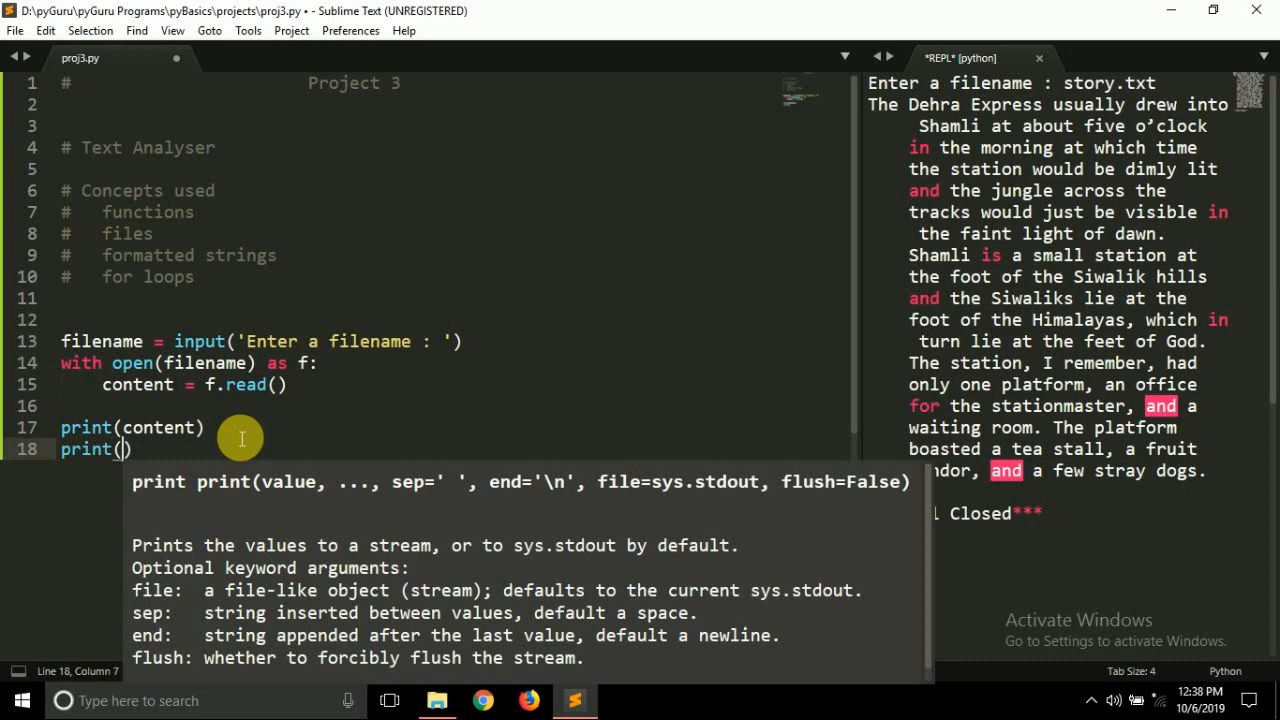 D:\pyGuru\pyGuru Programs\pyBasics\projects\proj3.py • - Sublime Text (UNREGISTERED)
File Edit Selection Find View Goto Tools Project Preferences Help
proj3.py
*REPL* [python]
1 # Project 3
2
3
4 # Text Analyser
5
6 # Concepts used
7 # functions
8 # files
9 # formatted strings
10 # for loops
11
12
13 filename = input('Enter a filename : ')
14 with open(filename) as f:
15 content = f.read()
16
17 print(content)
18 print()
print print(value, ..., sep=' ', end='\n', file=sys.stdout, flush=False)
Prints the values to a stream, or to sys.stdout by default.
Optional keyword arguments:
file: a file-like object (stream); defaults to the current sys.stdout.
sep: string inserted between values, default a space.
end: string appended after the last value, default a newline.
flush: whether to forcibly flush the stream.
Enter a filename : story.txt
The Dehra Express usually drew into
Shamli at about five o’clock
in the morning at which time
the station would be dimly lit
and the jungle across the
tracks would just be visible in
the faint light of dawn.
Shamli is a small station at
the foot of the Siwalik hills
and the Siwaliks lie at the
foot of the Himalayas, which in
turn lie at the feet of God.
The station, I remember, had
only one platform, an office
for the stationmaster, and a
waiting room. The platform
boasted a tea stall, a fruit
ndor, and a few stray dogs.
l Closed***
Activate Windows
Go to Settings to activate Windows.
Line 18, Column 7
Tab Size: 4
Python
Type here to search
12:38 PM
10/6/2019